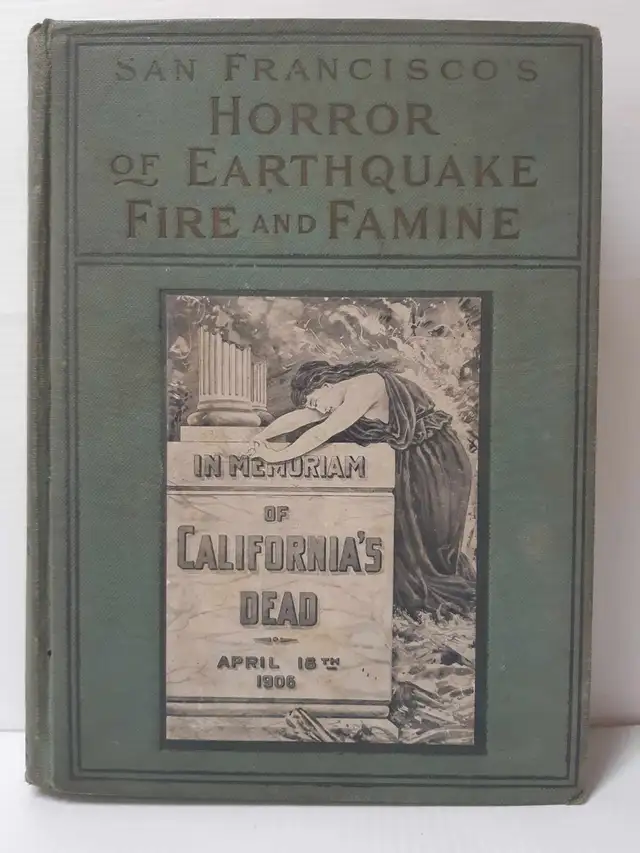 SAN FRANCISCO'S
HORROR
OF EARTHQUAKE
FIRE AND FAMINE
IN MEMORIAM
OF
CALIFORNIA'S
DEAD
APRIL 18TH
1906